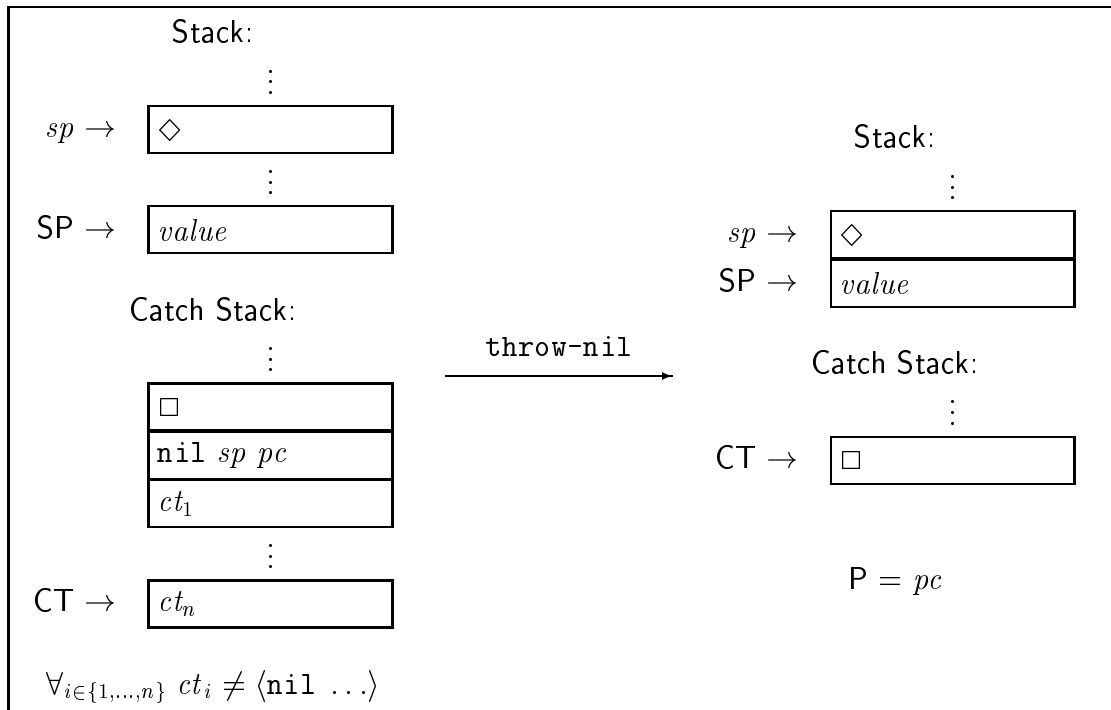 Stack:
⋮
sp → ◇
⋮
SP → value
Catch Stack:
⋮
□
nil sp pc
ct₁
⋮
CT → ctₙ
∀i∈{1,...,n} ctᵢ ≠ ⟨nil ...⟩
throw-nil
Stack:
⋮
sp → ◇
SP → value
Catch Stack:
⋮
CT → □
P = pc